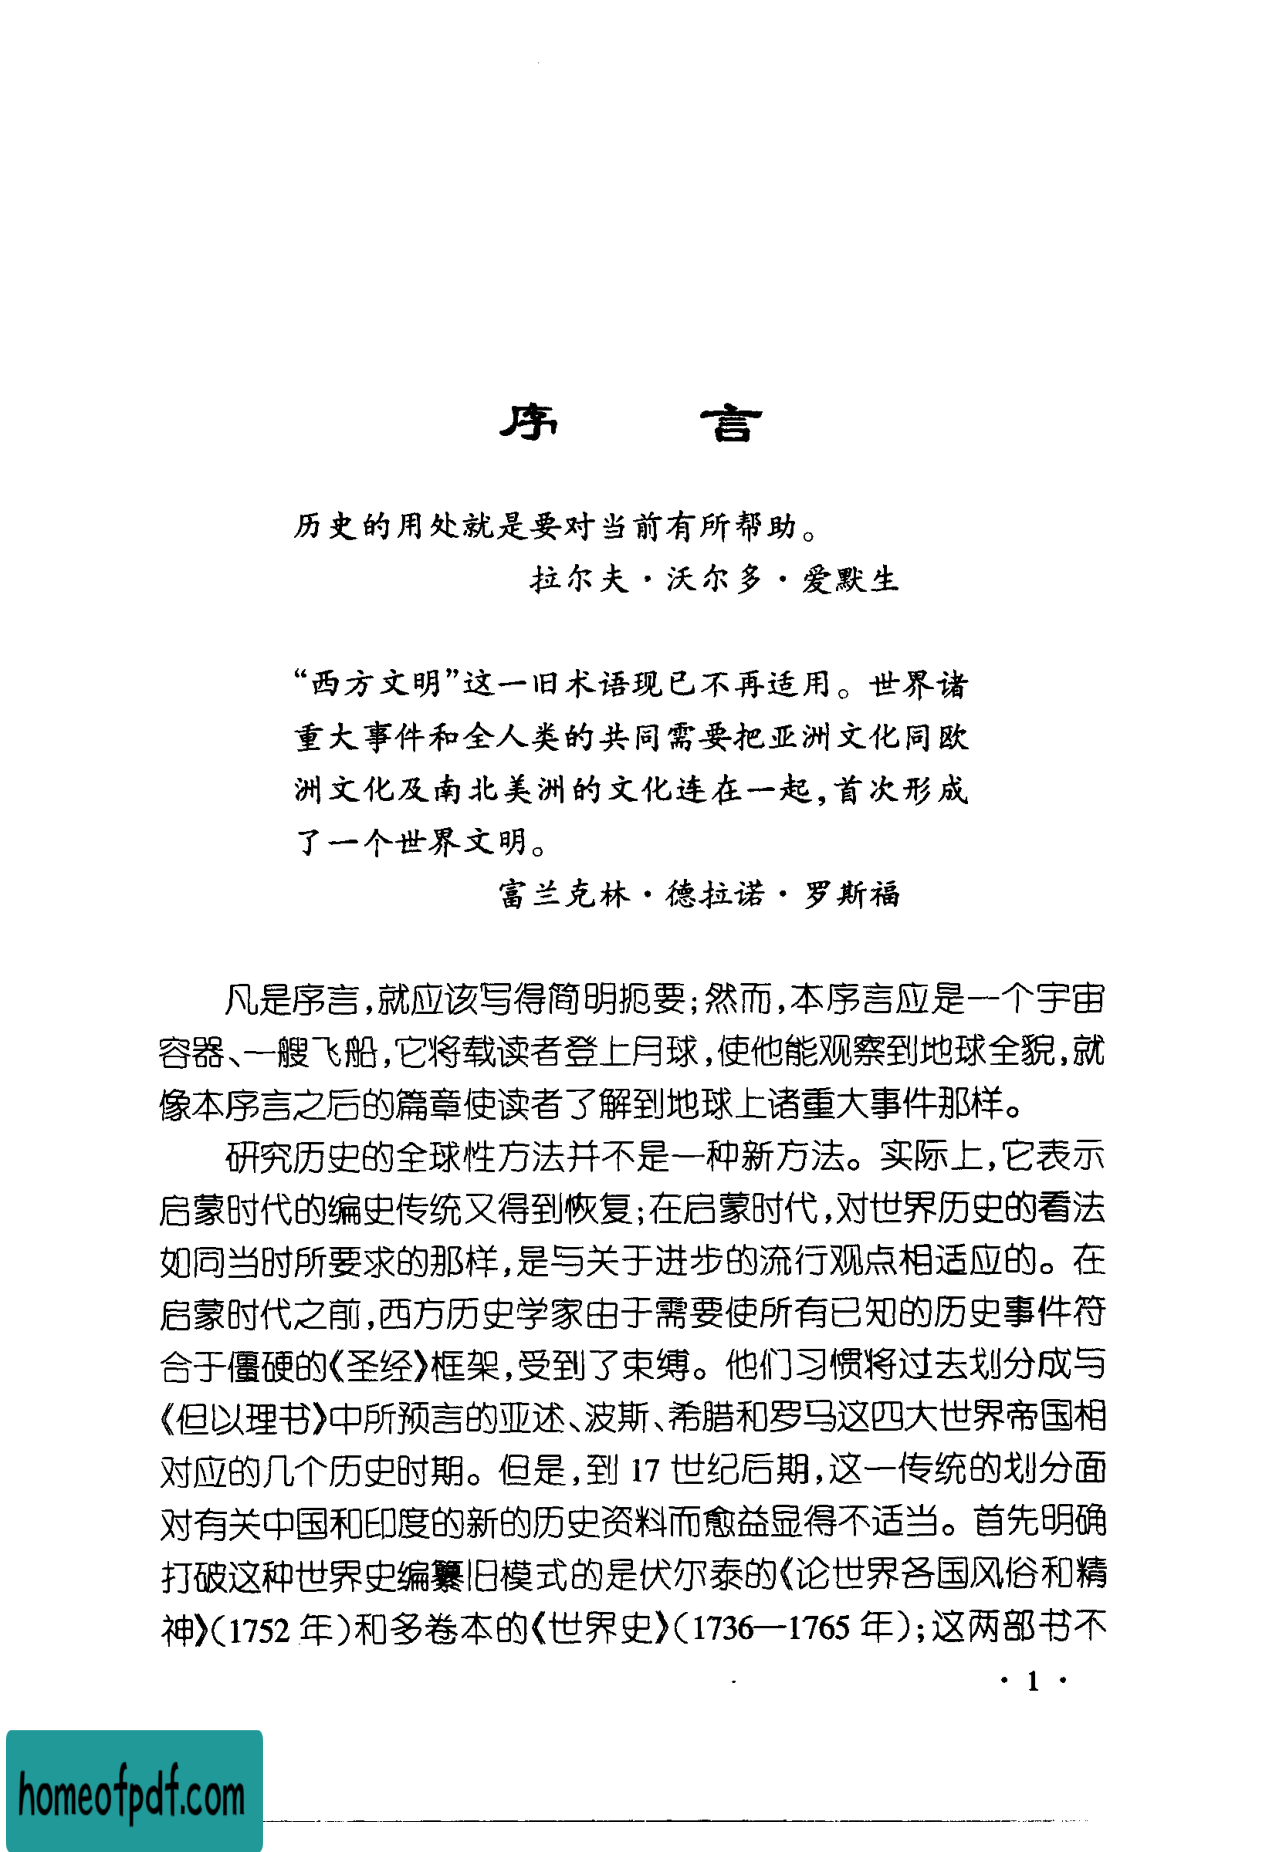 序 言
历史的用处就是要对当前有所帮助。
拉尔夫·沃尔多·爱默生
“西方文明”这一旧术语现已不再适用。世界诸
重大事件和全人类的共同需要把亚洲文化同欧
洲文化及南北美洲的文化连在一起,首次形成
了一个世界文明。
富兰克林·德拉诺·罗斯福
凡是序言,就应该写得简明扼要;然而,本序言应是一个宇宙
容器、一艘飞船,它将载读者登上月球,使他能观察到地球全貌,就
像本序言之后的篇章使读者了解到地球上诸重大事件那样。
研究历史的全球性方法并不是一种新方法。实际上,它表示
启蒙时代的编史传统又得到恢复;在启蒙时代,对世界历史的看法
如同当时所要求的那样,是与关于进步的流行观点相适应的。在
启蒙时代之前,西方历史学家由于需要使所有已知的历史事件符
合于僵硬的《圣经》框架,受到了束缚。他们习惯将过去划分成与
《但以理书》中所预言的亚述、波斯、希腊和罗马这四大世界帝国相
对应的几个历史时期。但是,到 17 世纪后期,这一传统的划分面
对有关中国和印度的新的历史资料而愈益显得不适当。首先明确
打破这种世界史编纂旧模式的是伏尔泰的《论世界各国风俗和精
神》(1752 年)和多卷本的《世界史》(1736—1765 年);这两部书不
· 1 ·
homeofpdf.com